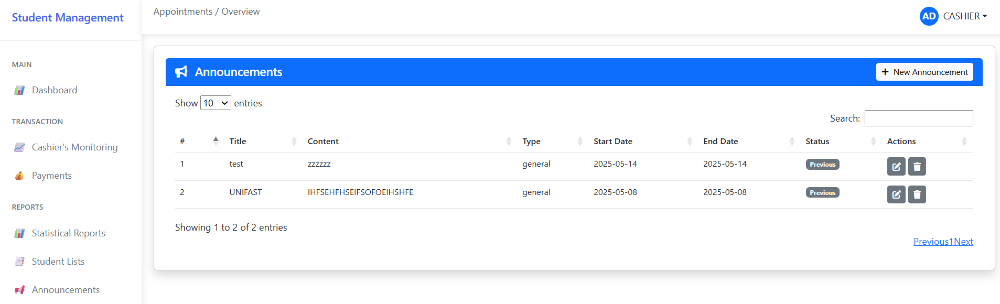 Student Management
MAIN
Dashboard
TRANSACTION
Cashier's Monitoring
Payments
REPORTS
Statistical Reports
Student Lists
Announcements
Appointments / Overview
AD CASHIER
Announcements
+ New Announcement
Show 10 entries
Search:
# Title Content Type Start Date End Date Status Actions
1 test zzzzzz general 2025-05-14 2025-05-14 Previous
2 UNIFAST IHFSEHFHSEIFSOFOEIHSHFE general 2025-05-08 2025-05-08 Previous
Showing 1 to 2 of 2 entries
Previous1Next